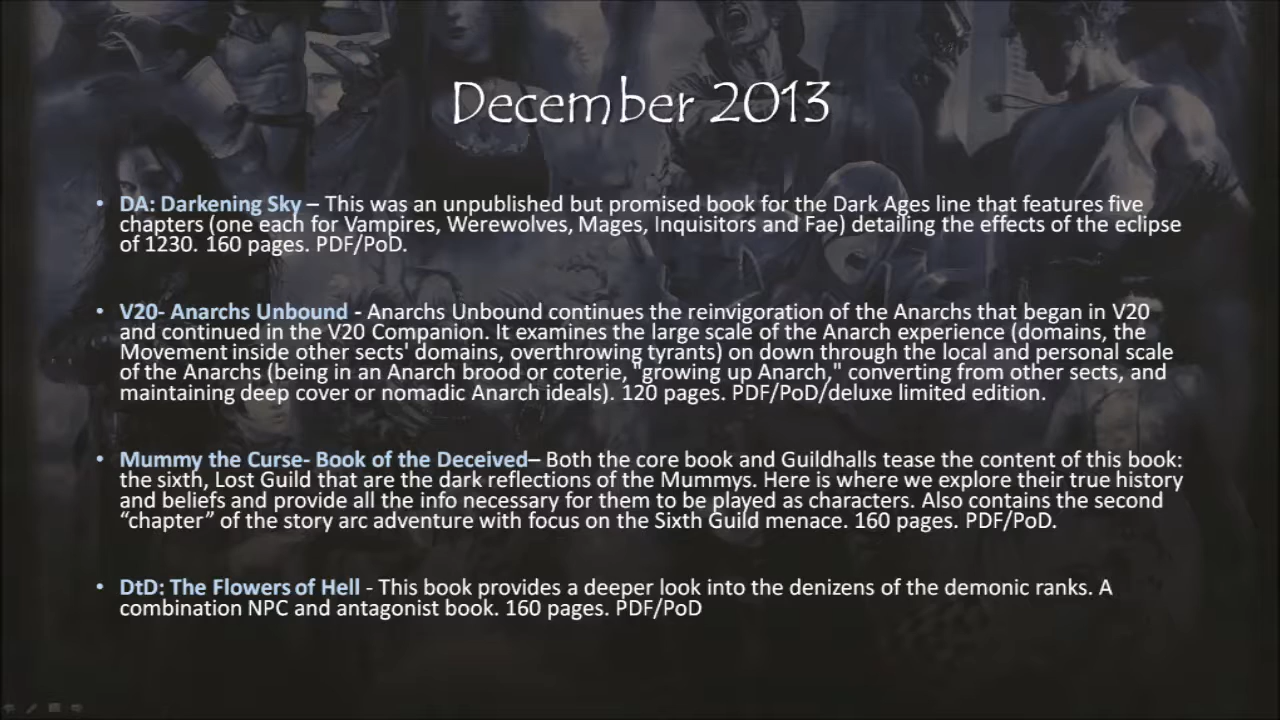 December 2013
• DA: Darkening Sky – This was an unpublished but promised book for the Dark Ages line that features five
chapters (one each for Vampires, Werewolves, Mages, Inquisitors and Fae) detailing the effects of the eclipse
of 1230. 160 pages. PDF/PoD.
• V20- Anarchs Unbound - Anarchs Unbound continues the reinvigoration of the Anarchs that began in V20
and continued in the V20 Companion. It examines the large scale of the Anarch experience (domains, the
Movement inside other sects' domains, overthrowing tyrants) on down through the local and personal scale
of the Anarchs (being in an Anarch brood or coterie, "growing up Anarch," converting from other sects, and
maintaining deep cover or nomadic Anarch ideals). 120 pages. PDF/PoD/deluxe limited edition.
• Mummy the Curse- Book of the Deceived– Both the core book and Guildhalls tease the content of this book:
the sixth, Lost Guild that are the dark reflections of the Mummys. Here is where we explore their true history
and beliefs and provide all the info necessary for them to be played as characters. Also contains the second
“chapter” of the story arc adventure with focus on the Sixth Guild menace. 160 pages. PDF/PoD.
• DtD: The Flowers of Hell - This book provides a deeper look into the denizens of the demonic ranks. A
combination NPC and antagonist book. 160 pages. PDF/PoD